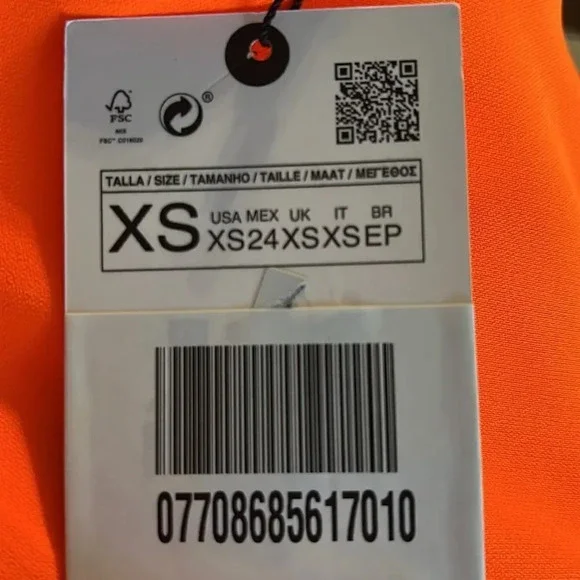 FSC
MIX
®
TALLA / SIZE / TAMANHO / TAILLE / MAAT / ΜΕΓΕΘΟΣ
XS
USA MEX UK IT BR
XS 24 XS XS EP
07708685617010